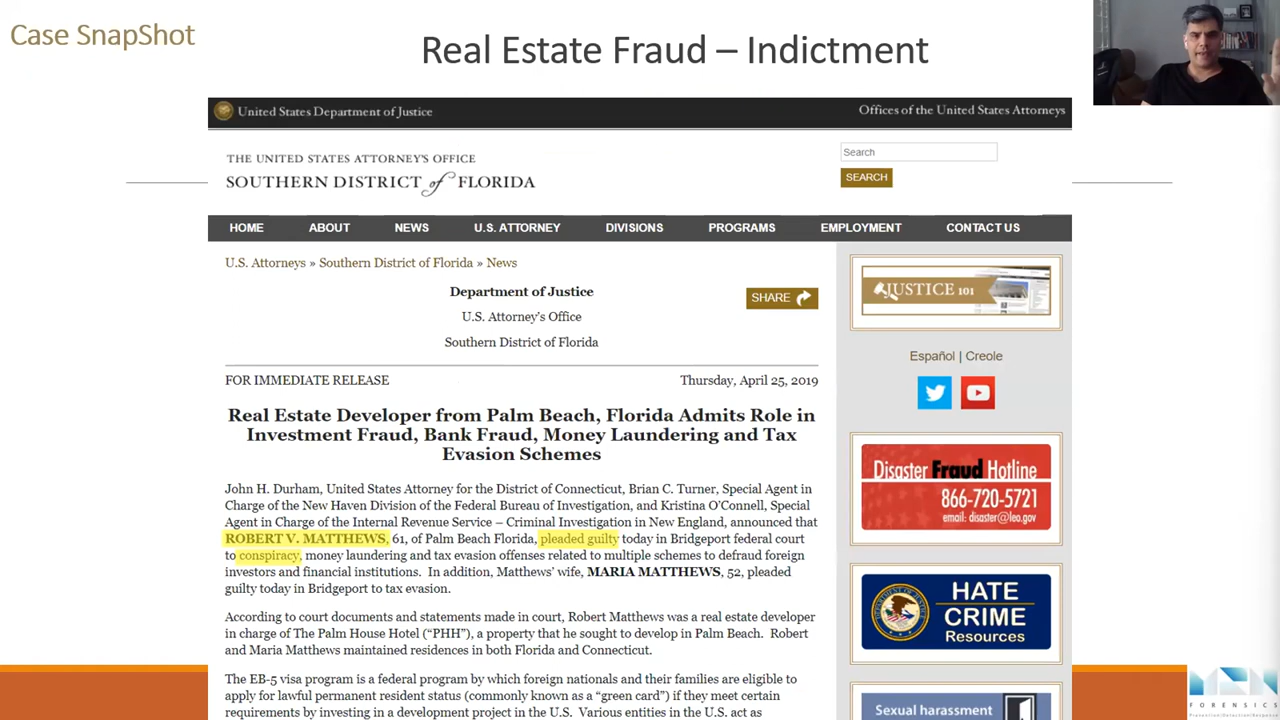 Case SnapShot
Real Estate Fraud – Indictment
United States Department of Justice
Offices of the United States Attorneys
THE UNITED STATES ATTORNEY'S OFFICE
SOUTHERN DISTRICT of FLORIDA
Search
SEARCH
HOME ABOUT NEWS U.S. ATTORNEY DIVISIONS PROGRAMS EMPLOYMENT CONTACT US
U.S. Attorneys » Southern District of Florida » News
Department of Justice
U.S. Attorney's Office
Southern District of Florida
SHARE
FOR IMMEDIATE RELEASE
Thursday, April 25, 2019
Real Estate Developer from Palm Beach, Florida Admits Role in
Investment Fraud, Bank Fraud, Money Laundering and Tax
Evasion Schemes
John H. Durham, United States Attorney for the District of Connecticut, Brian C. Turner, Special Agent in
Charge of the New Haven Division of the Federal Bureau of Investigation, and Kristina O'Connell, Special
Agent in Charge of the Internal Revenue Service – Criminal Investigation in New England, announced that
ROBERT V. MATTHEWS, 61, of Palm Beach Florida, pleaded guilty today in Bridgeport federal court
to conspiracy, money laundering and tax evasion offenses related to multiple schemes to defraud foreign
investors and financial institutions. In addition, Matthews' wife, MARIA MATTHEWS, 52, pleaded
guilty today in Bridgeport to tax evasion.
According to court documents and statements made in court, Robert Matthews was a real estate developer
in charge of The Palm House Hotel ("PHH"), a property that he sought to develop in Palm Beach. Robert
and Maria Matthews maintained residences in both Florida and Connecticut.
The EB-5 visa program is a federal program by which foreign nationals and their families are eligible to
apply for lawful permanent resident status (commonly known as a "green card") if they meet certain
requirements by investing in a development project in the U.S. Various entities in the U.S. act as
JUSTICE 101
Español | Creole
Disaster Fraud Hotline
866-720-5721
email: disaster@leo.gov
HATE
CRIME
Resources
Sexual harassment
FORENSICS